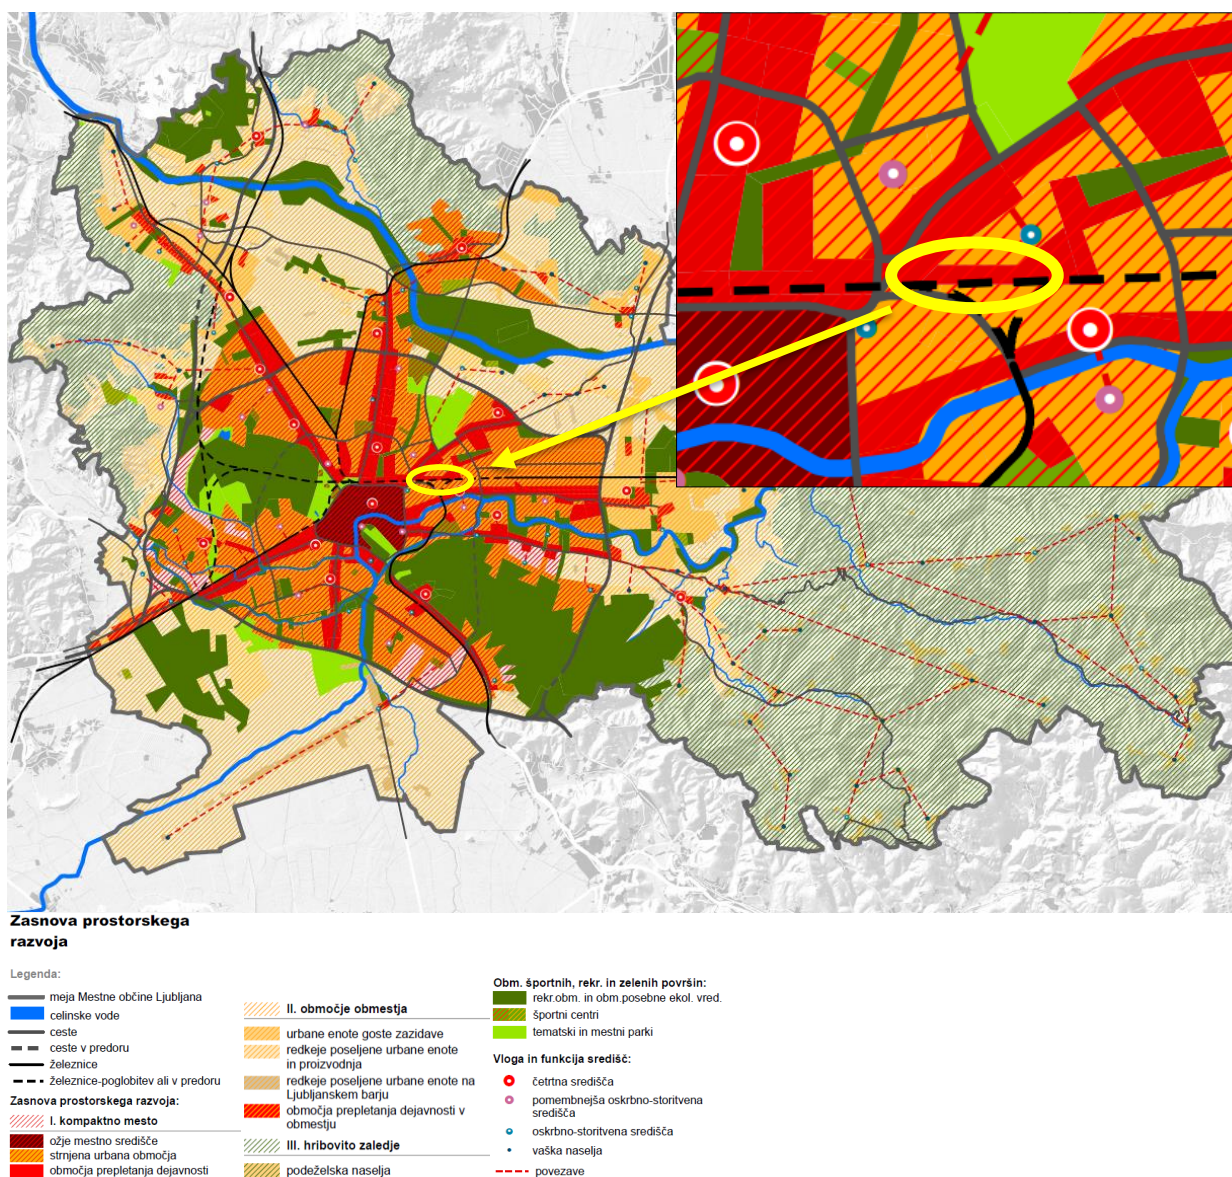 Zasnova prostorskega
razvoja
Legenda:
meja Mestne občine Ljubljana
celinske vode
ceste
ceste v predoru
železnice
železnice-poglobitev ali v predoru
Zasnova prostorskega razvoja:
I. kompaktno mesto
ožje mestno središče
strnjena urbana območja
območja prepletanja dejavnosti
II. območje obmestja
urbane enote goste zazidave
redkeje poseljene urbane enote
in proizvodnja
redkeje poseljene urbane enote na
Ljubljanskem barju
območja prepletanja dejavnosti v
obmestju
III. hribovito zaledje
podeželska naselja
Obm. športnih, rekr. in zelenih površin:
rekr.obm. in obm.posebne ekol. vred.
športni centri
tematski in mestni parki
Vloga in funkcija središč:
četrtna središča
pomembnejša oskrbno-storitvena
središča
oskrbno-storitvena središča
vaška naselja
povezave